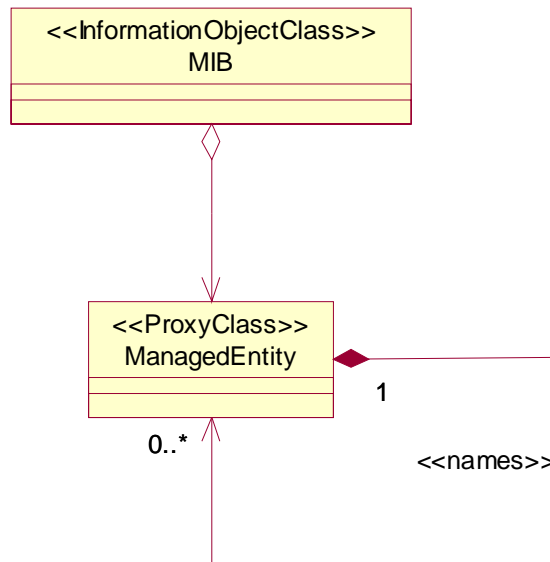 <<InformationObjectClass>>
MIB
<<ProxyClass>>
ManagedEntity
1
0..*
<<names>>